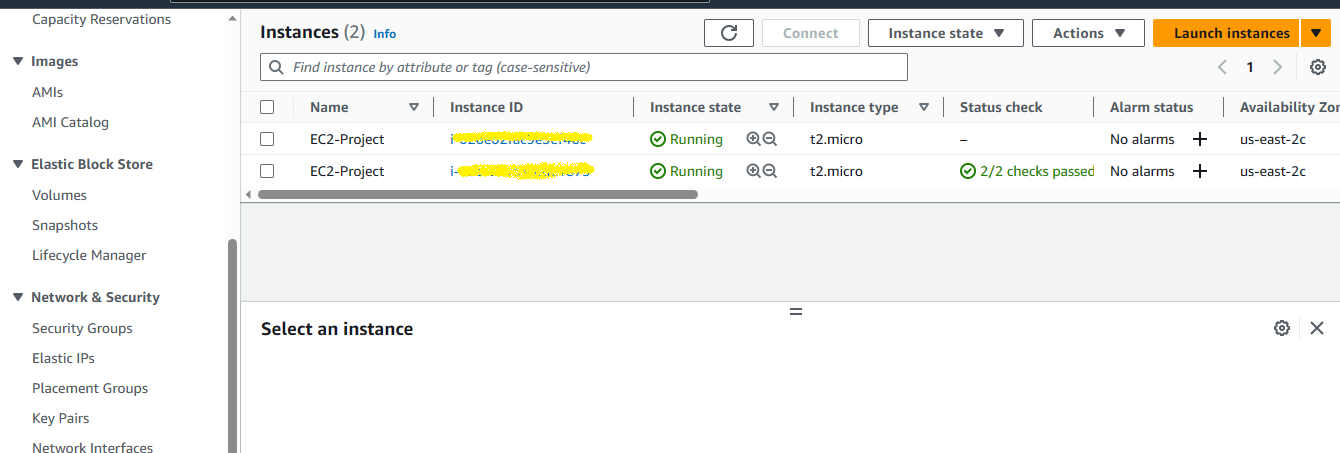 Capacity Reservations
Images
AMIs
AMI Catalog
Elastic Block Store
Volumes
Snapshots
Lifecycle Manager
Network & Security
Security Groups
Elastic IPs
Placement Groups
Key Pairs
Network Interfaces
Instances (2) Info
Connect Instance state Actions Launch instances
Find instance by attribute or tag (case-sensitive)
1
Name Instance ID Instance state Instance type Status check Alarm status Availability Zon
EC2-Project Running t2.micro – No alarms + us-east-2c
EC2-Project Running t2.micro 2/2 checks passed No alarms + us-east-2c
Select an instance